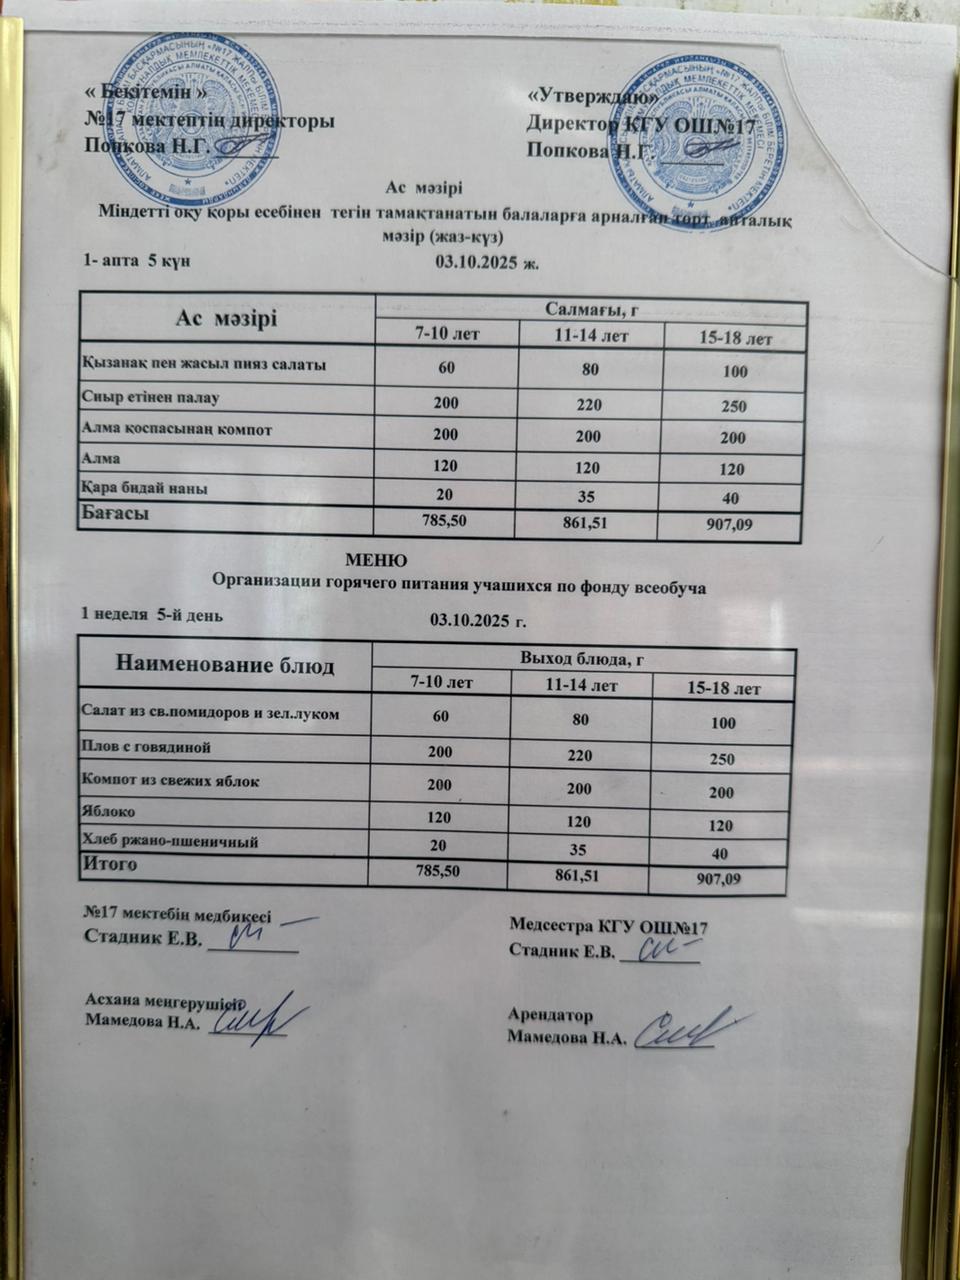 « Бекітемін »
№17 мектептің директоры
Попкова Н.Г.
«Утверждаю»
Директор КГУ ОШ№17
Попкова Н.Г.
Ас мәзірі
Міндетті оқу қоры есебінен тегін тамақтанатын балаларға арналған төрт апталық
мәзір (жаз-күз)
1- апта 5 күн 03.10.2025 ж.
Ас мәзірі Салмағы, г
7-10 лет 11-14 лет 15-18 лет
Қызанақ пен жасыл пияз салаты 60 80 100
Сиыр етінен палау 200 220 250
Алма қоспасынаң компот 200 200 200
Алма 120 120 120
Қара бидай наны 20 35 40
Бағасы 785,50 861,51 907,09
МЕНЮ
Организации горячего питания учашихся по фонду всеобуча
1 неделя 5-й день 03.10.2025 г.
Наименование блюд Выход блюда, г
7-10 лет 11-14 лет 15-18 лет
Салат из св.помидоров и зел.луком 60 80 100
Плов с говядиной 200 220 250
Компот из свежих яблок 200 200 200
Яблоко 120 120 120
Хлеб ржано-пшеничный 20 35 40
Итого 785,50 861,51 907,09
№17 мектебің медбикесі
Стадник Е.В.
Медсестра КГУ ОШ№17
Стадник Е.В.
Асхана меңгерушісі
Мамедова Н.А.
Арендатор
Мамедова Н.А.